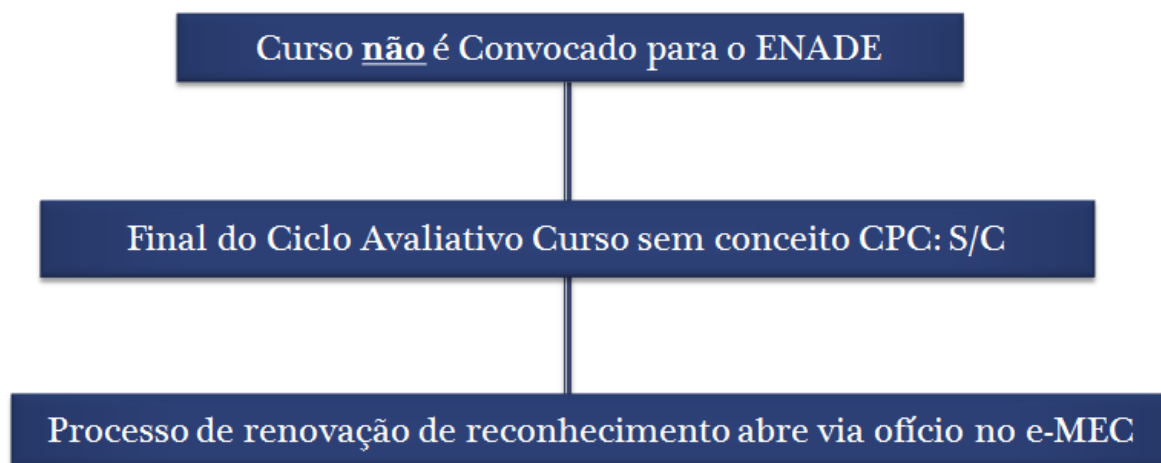 Curso não é Convocado para o ENADE
Final do Ciclo Avaliativo Curso sem conceito CPC: S/C
Processo de renovação de reconhecimento abre via ofício no e-MEC